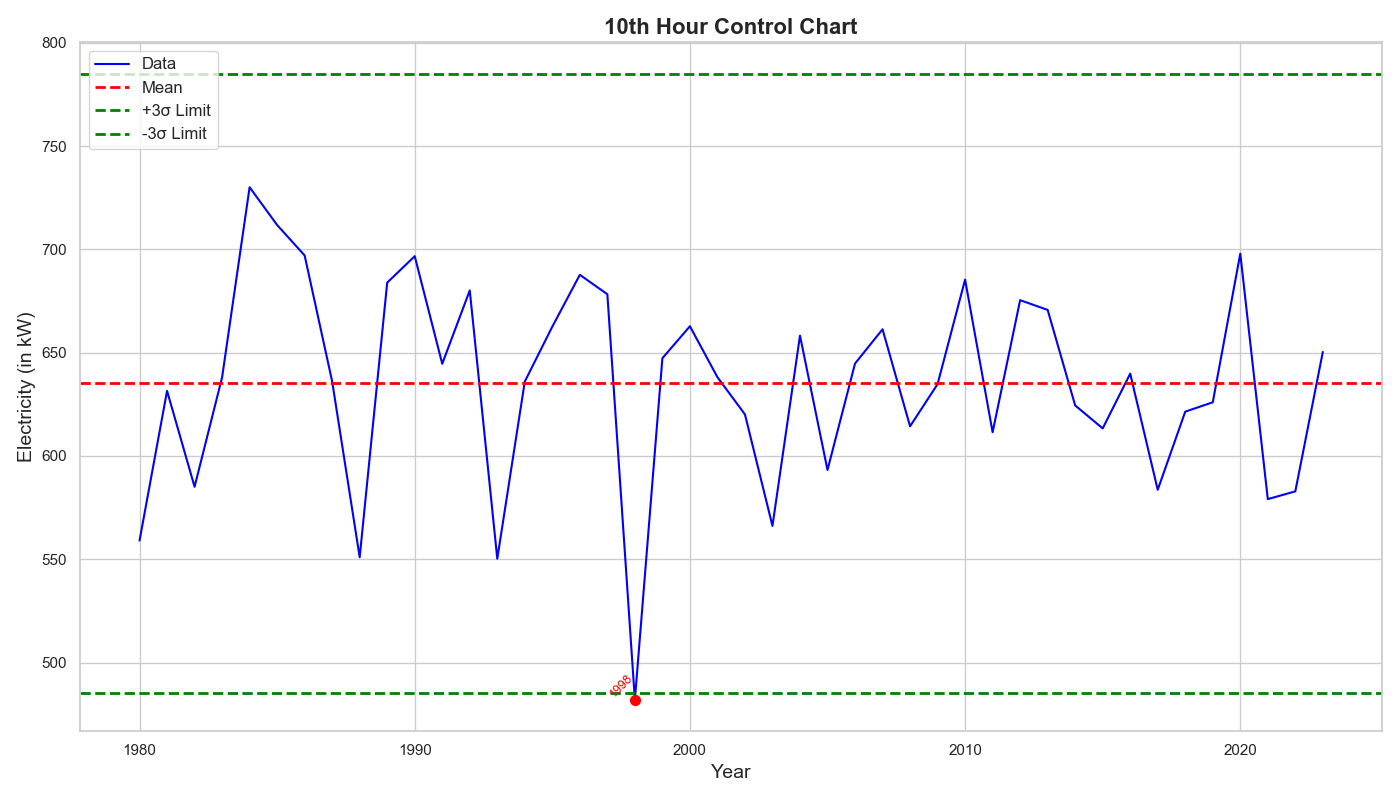 10th Hour Control Chart
Data
Mean
+3σ Limit
-3σ Limit
Electricity (in kW)
800
750
700
650
600
550
500
1998
1980
1990
2000
2010
2020
Year